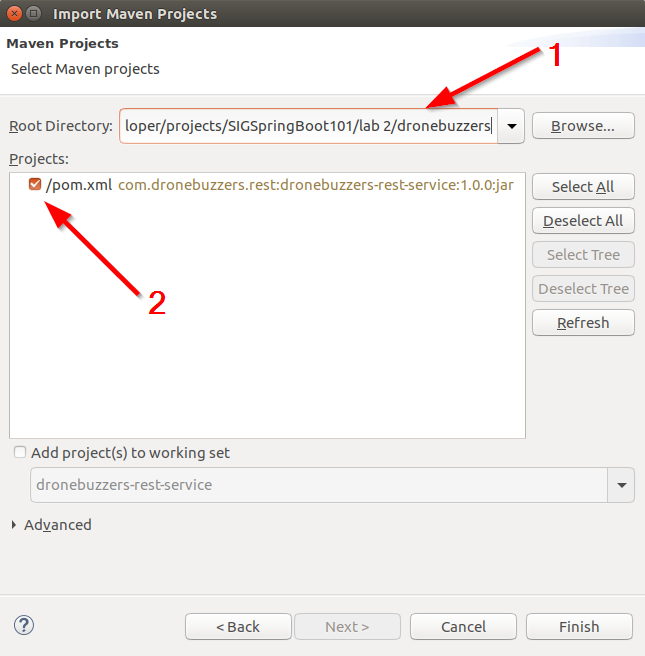 Import Maven Projects
Maven Projects
Select Maven projects
1
Root Directory: loper/projects/SIGSpringBoot101/lab 2/dronebuzzers Browse...
Projects:
/pom.xml com.dronebuzzers.rest:dronebuzzers-rest-service:1.0.0:jar
Select All
Deselect All
Select Tree
Deselect Tree
Refresh
2
Add project(s) to working set
dronebuzzers-rest-service
Advanced
? < Back Next > Cancel Finish